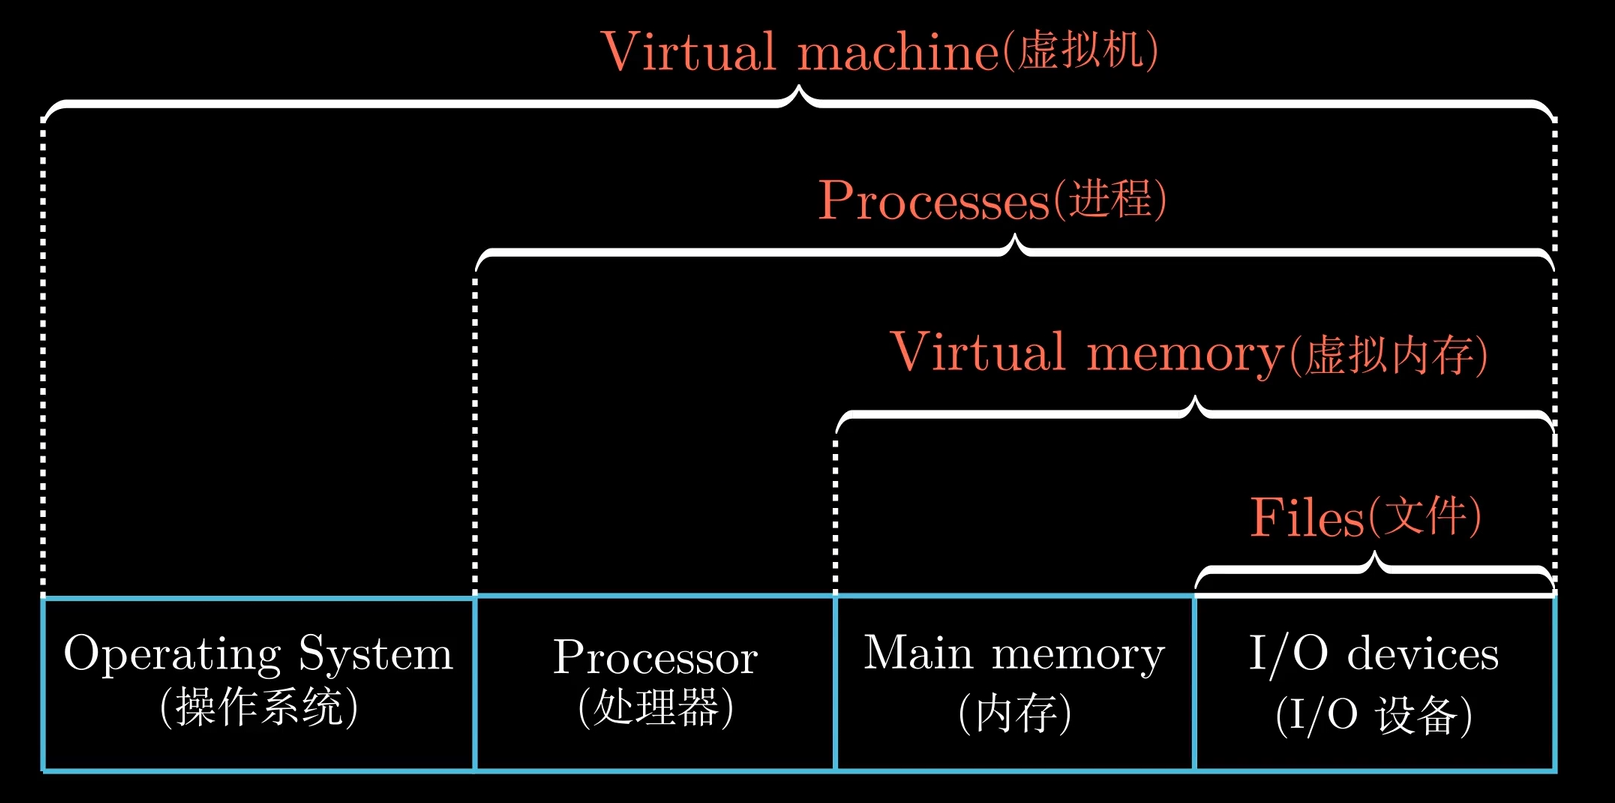 Virtual machine(虚拟机)
Processes(进程)
Virtual memory(虚拟内存)
Files(文件)
Operating System
(操作系统)
Processor
(处理器)
Main memory
(内存)
I/O devices
(I/O 设备)